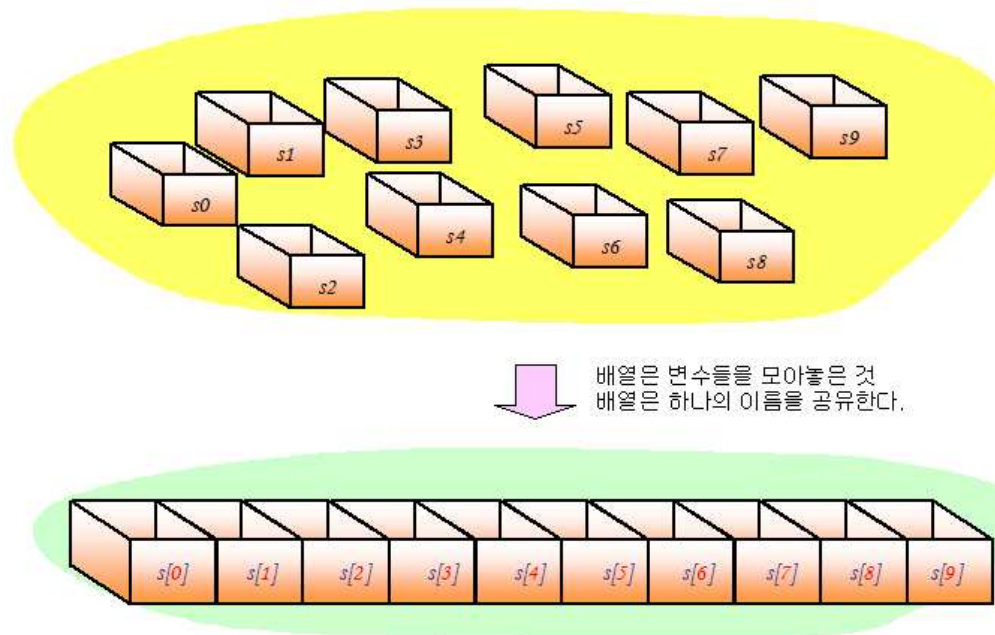 s5
s9
s3
s7
s1
s0
s4
s6
s8
s2
배열은 변수들을 모아놓은 것
배열은 하나의 이름을 공유한다.
s[0] s[1] s[2] s[3] s[4] s[5] s[6] s[7] s[8] s[9]